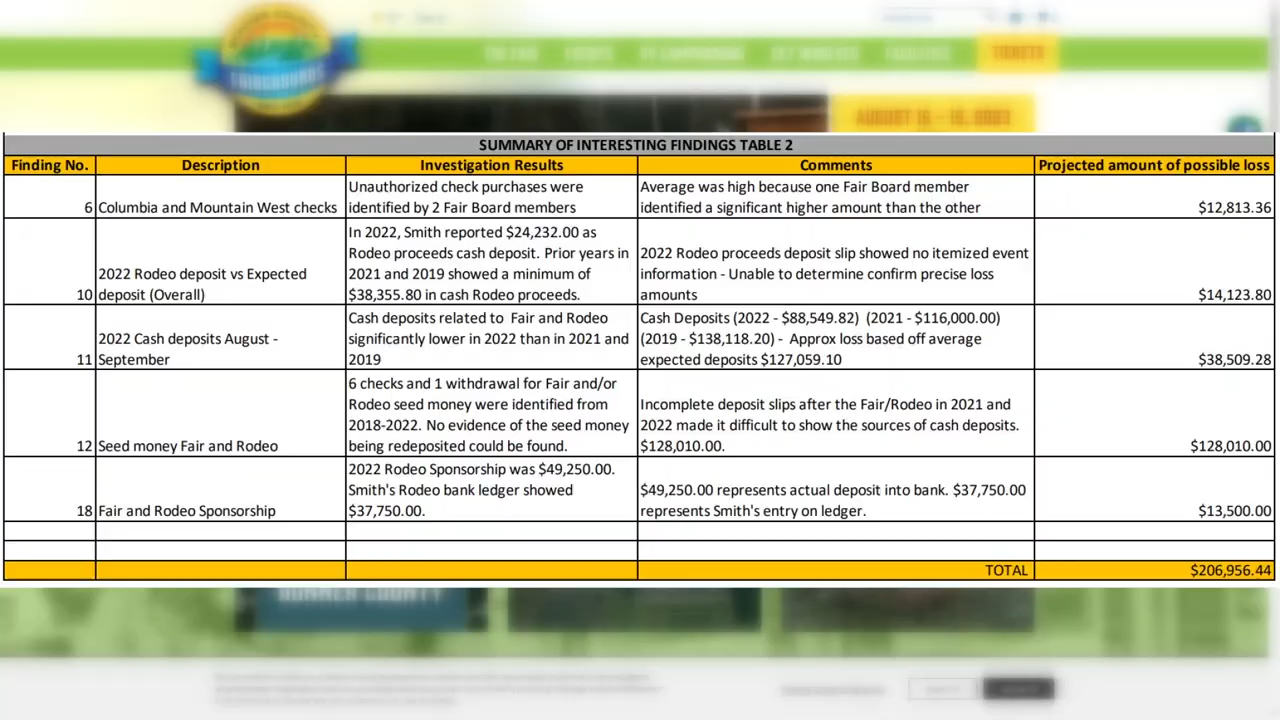 SUMMARY OF INTERESTING FINDINGS TABLE 2
Finding No. Description Investigation Results Comments Projected amount of possible loss
6 Columbia and Mountain West checks
Unauthorized check purchases were
identified by 2 Fair Board members
Average was high because one Fair Board member
identified a significant higher amount than the other
$12,813.36
10
2022 Rodeo deposit vs Expected
deposit (Overall)
In 2022, Smith reported $24,232.00 as
Rodeo proceeds cash deposit. Prior years in
2021 and 2019 showed a minimum of
$38,355.80 in cash Rodeo proceeds.
2022 Rodeo proceeds deposit slip showed no itemized event
information - Unable to determine confirm precise loss
amounts
$14,123.80
11
2022 Cash deposits August -
September
Cash deposits related to Fair and Rodeo
significantly lower in 2022 than in 2021 and
2019
Cash Deposits (2022 - $88,549.82) (2021 - $116,000.00)
(2019 - $138,118.20) - Approx loss based off average
expected deposits $127,059.10
$38,509.28
12 Seed money Fair and Rodeo
6 checks and 1 withdrawal for Fair and/or
Rodeo seed money were identified from
2018-2022. No evidence of the seed money
being redeposited could be found.
Incomplete deposit slips after the Fair/Rodeo in 2021 and
2022 made it difficult to show the sources of cash deposits.
$128,010.00.
$128,010.00
18 Fair and Rodeo Sponsorship
2022 Rodeo Sponsorship was $49,250.00.
Smith's Rodeo bank ledger showed
$37,750.00.
$49,250.00 represents actual deposit into bank. $37,750.00
represents Smith's entry on ledger.
$13,500.00
TOTAL $206,956.44